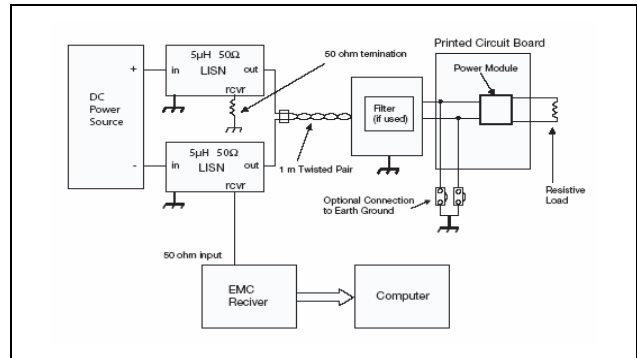 Printed Circuit Board
50 ohm temination
Power Module
5µH 50Ω
LISN
in
out
rcvr
+
DC
Power
Source
-
Filter
(if used)
5µH 50Ω
LISN
in
out
rcvr
1 m Twisted Pair
Optional Connection
to Earth Ground
Resistive
Load
50 ohm input
EMC
Reciver
Computer